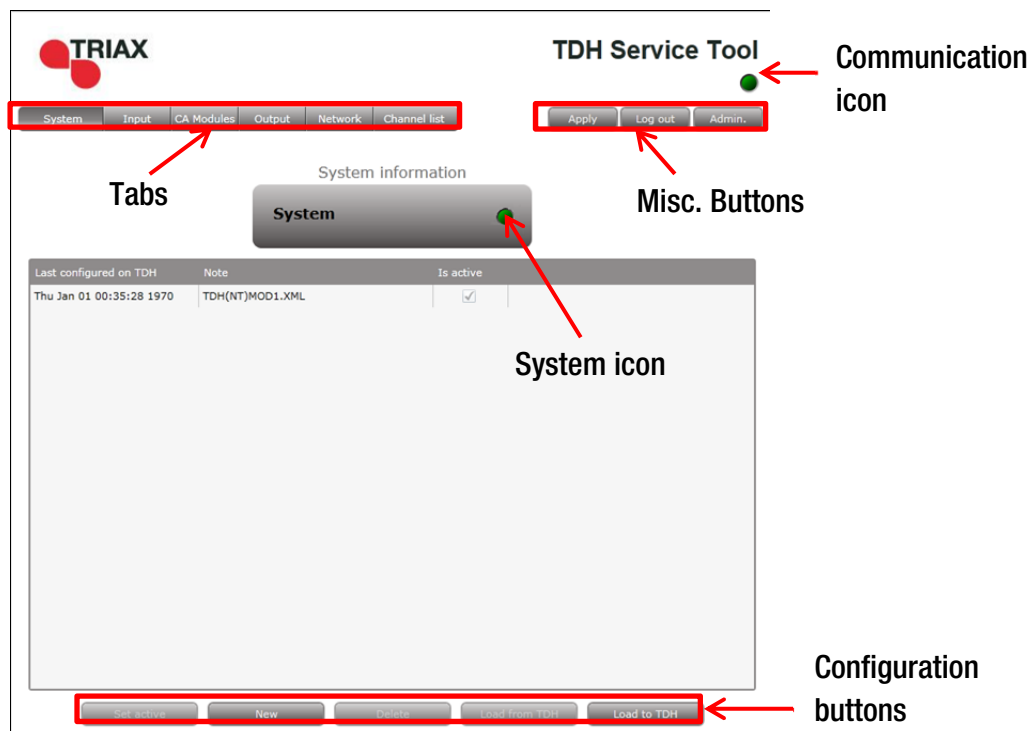 TRIAX
TDH Service Tool
Communication
icon
System Input CA Modules Output Network Channel list
Apply Log out Admin.
Tabs
Misc. Buttons
System information
System
Last configured on TDH Note Is active
Thu Jan 01 00:35:28 1970 TDH(NT)MOD1.XML
System icon
Configuration
buttons
Set active New Delete Load from TDH Load to TDH